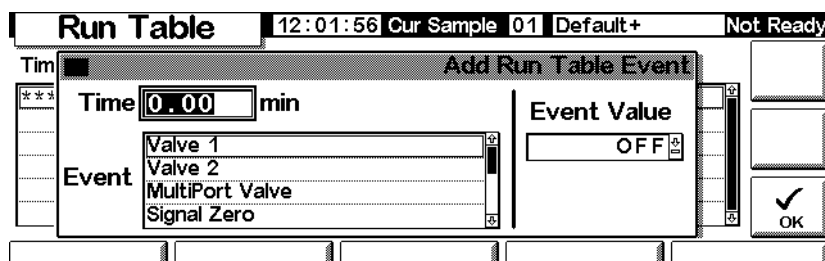 Run Table 12:01:56 Cur Sample 01 Default+ Not Ready
Tim
Add Run Table Event
***
Time 0.00 min
Event Value
OFF
Event
Valve 1
Valve 2
MultiPort Valve
Signal Zero
OK